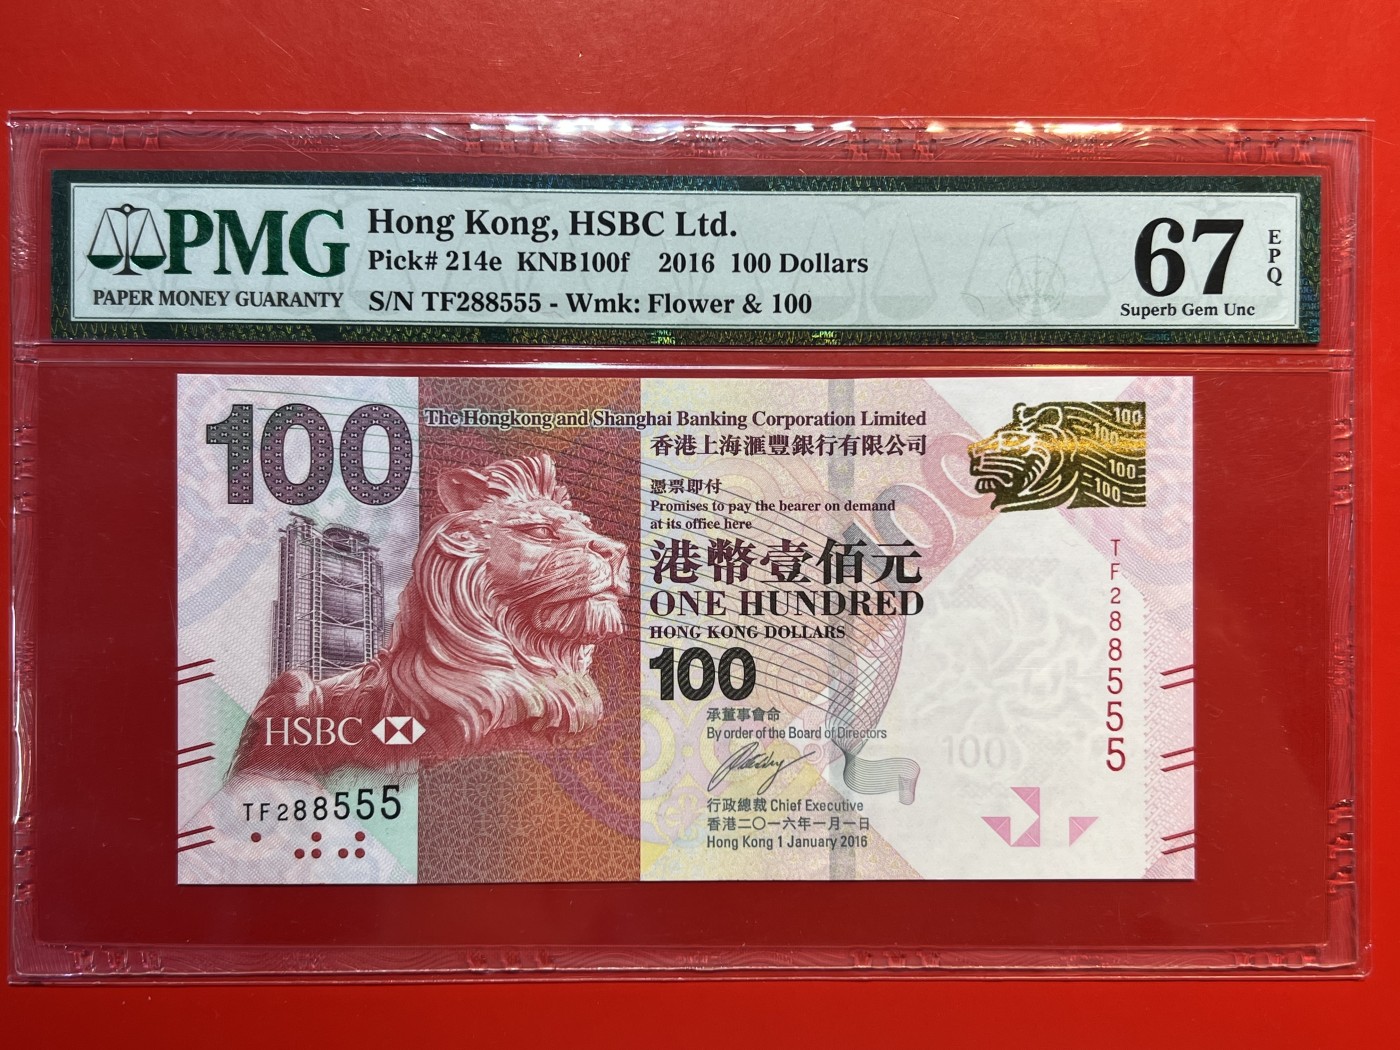 PMG
PAPER MONEY GUARANTY
Hong Kong, HSBC Ltd.
Pick# 214e KNB100f 2016 100 Dollars
S/N TF288555 - Wmk: Flower & 100
67
EPQ
Superb Gem Unc
100
The Hongkong and Shanghai Banking Corporation Limited
香港上海滙豐銀行有限公司
憑票即付
Promises to pay the bearer on demand
at its office here
港幣壹佰元
ONE HUNDRED
HONG KONG DOLLARS
100
承董事會命
By order of the Board of Directors
行政總裁 Chief Executive
香港二〇一六年一月一日
Hong Kong 1 January 2016
HSBC
TF288555
100
100
100
100
100
TF288555
100